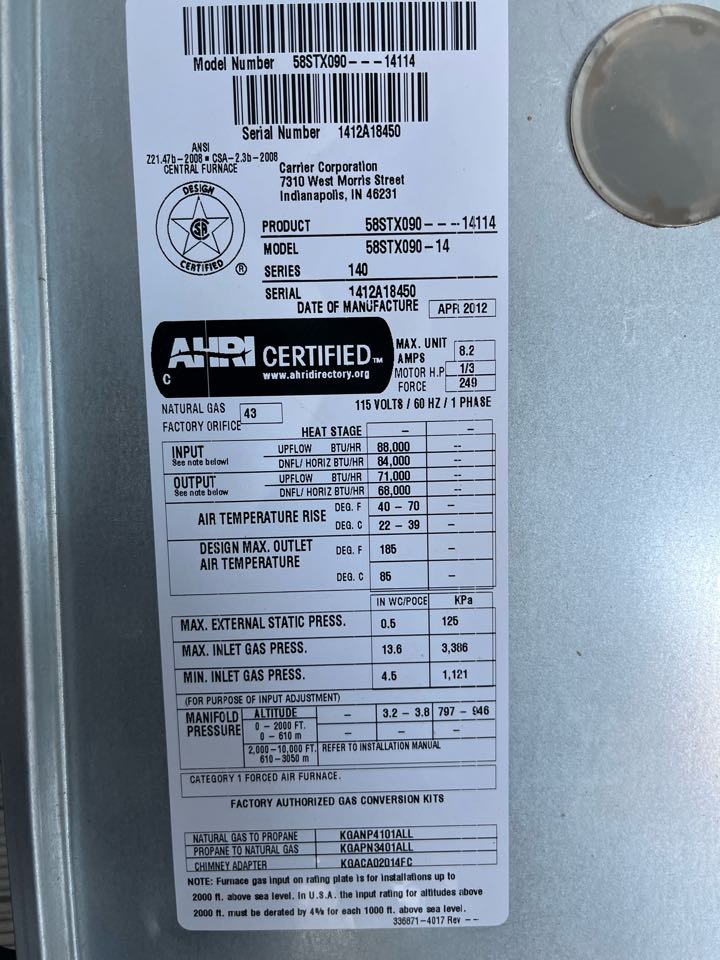 Model Number 58STX090---14114
Serial Number 1412A18450
ANSI
Z21.47b-2008 ▪ CSA-2.3b-2008
CENTRAL FURNACE
DESIGN
CSA
CERTIFIED ®
Carrier Corporation
7310 West Morris Street
Indianapolis, IN 46231
PRODUCT 58STX090---14114
MODEL 58STX090-14
SERIES 140
SERIAL 1412A18450
DATE OF MANUFACTURE APR 2012
C AHRI CERTIFIED™
www.ahridirectory.org
MAX. UNIT AMPS 8.2
MOTOR H.P. 1/3
FORCE 249
NATURAL GAS
FACTORY ORIFICE 43
115 VOLTS / 60 HZ / 1 PHASE
HEAT STAGE - --
INPUT UPFLOW BTU/HR 88,000 --
See note below! DNFL/ HORIZ BTU/HR 84,000 --
OUTPUT UPFLOW BTU/HR 71,000 --
See note below DNFL/ HORIZ BTU/HR 68,000 --
AIR TEMPERATURE RISE DEG. F 40 - 70 -
DEG. C 22 - 39 -
DESIGN MAX. OUTLET AIR TEMPERATURE DEG. F 185 -
DEG. C 85 -
IN WC/POCE KPa
MAX. EXTERNAL STATIC PRESS. 0.5 125
MAX. INLET GAS PRESS. 13.6 3,386
MIN. INLET GAS PRESS. 4.5 1,121
(FOR PURPOSE OF INPUT ADJUSTMENT)
MANIFOLD PRESSURE ALTITUDE - 3.2 - 3.8 797 - 946
0 - 2000 FT.
0 - 610 m - - -
2,000-10,000 FT. REFER TO INSTALLATION MANUAL
610-3050 m
CATEGORY 1 FORCED AIR FURNACE.
FACTORY AUTHORIZED GAS CONVERSION KITS
NATURAL GAS TO PROPANE KGANP4101ALL
PROPANE TO NATURAL GAS KGAPN3401ALL
CHIMNEY ADAPTER KGACA02014FC
NOTE: Furnace gas input on rating plate is for installations up to
2000 ft. above sea level. In U.S.A. the input rating for altitudes above
2000 ft. must be derated by 4% for each 1000 ft. above sea level.
336871-4017 Rev --